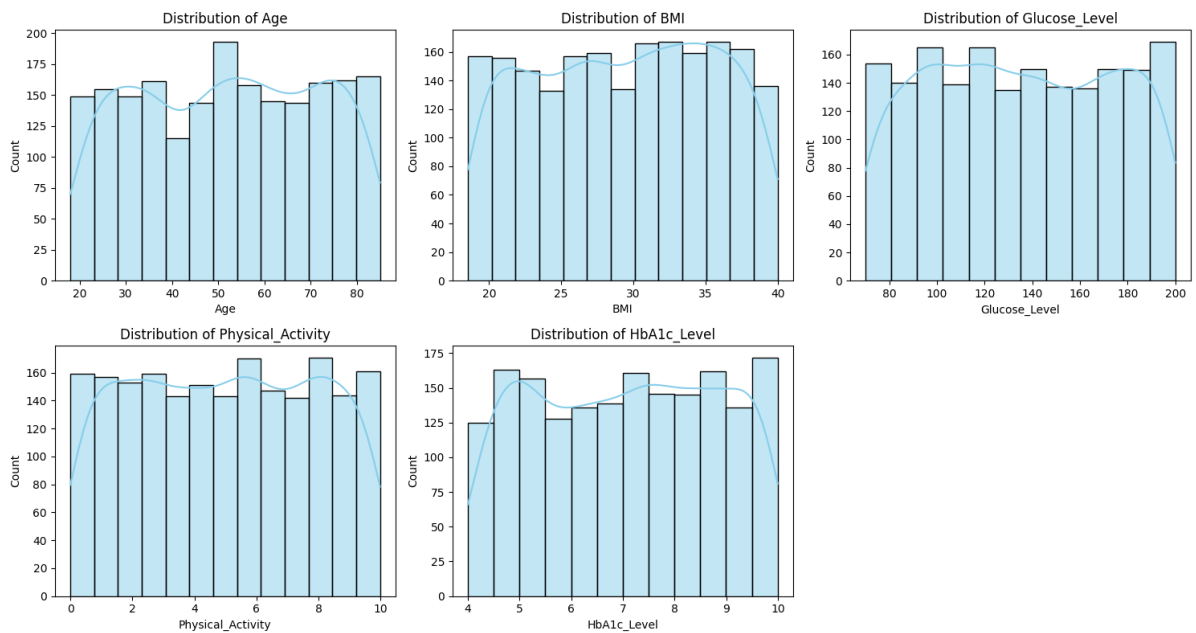 Distribution of Age
200
175
150
125
100
75
50
25
0
Count
20 30 40 50 60 70 80
Age
Distribution of BMI
160
140
120
100
80
60
40
20
0
Count
20 25 30 35 40
BMI
Distribution of Glucose_Level
160
140
120
100
80
60
40
20
0
Count
80 100 120 140 160 180 200
Glucose_Level
Distribution of Physical_Activity
160
140
120
100
80
60
40
20
0
Count
0 2 4 6 8 10
Physical_Activity
Distribution of HbA1c_Level
175
150
125
100
75
50
25
0
Count
4 5 6 7 8 9 10
HbA1c_Level